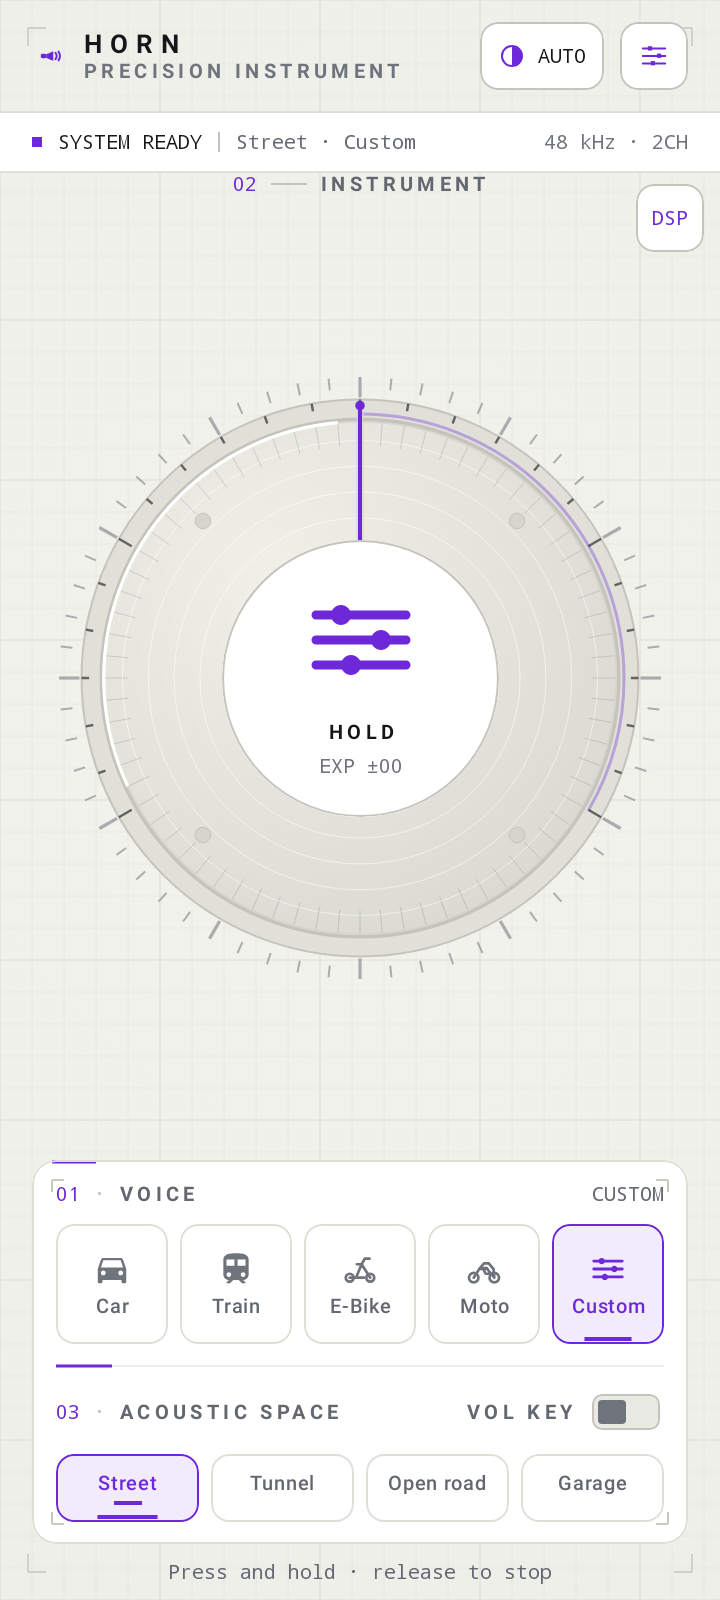 HORN
PRECISION INSTRUMENT
AUTO
SYSTEM READY | Street · Custom
48 kHz · 2CH
02 — INSTRUMENT
DSP
HOLD
EXP ±00
01 · VOICE
CUSTOM
Car
Train
E-Bike
Moto
Custom
03 · ACOUSTIC SPACE
VOL KEY
Street
Tunnel
Open road
Garage
Press and hold · release to stop